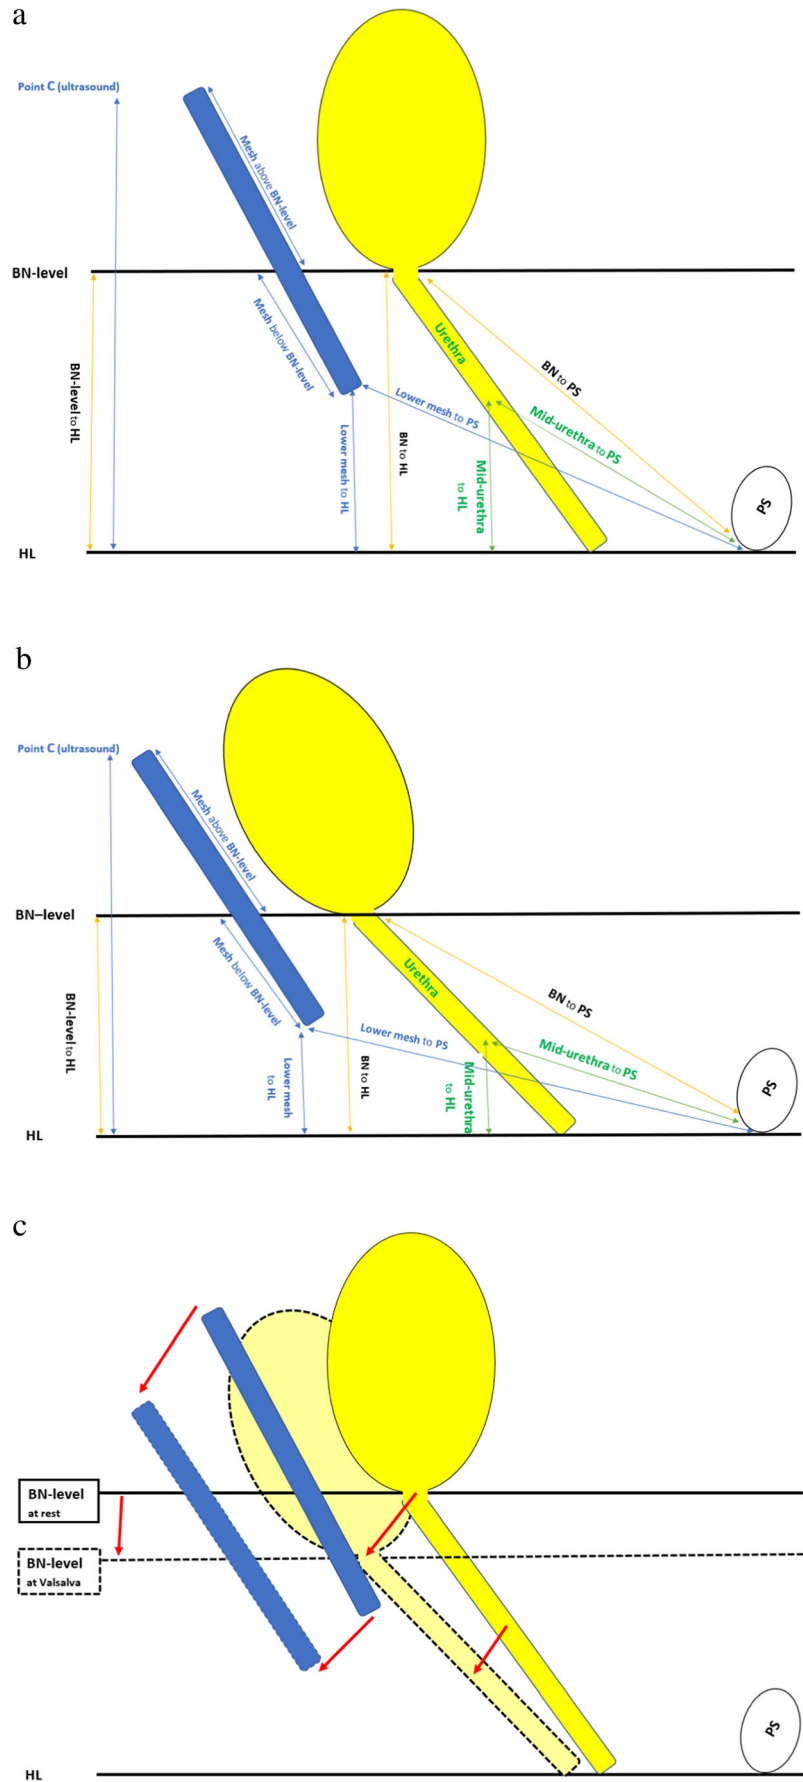 a
Point C (ultrasound)
Mesh above BN-level
BN-level
Mesh below BN-level
Urethra
BN to PS
BN-level to HL
Lower mesh to PS
Mid-urethra to PS
Lower mesh to HL
BN to HL
Mid-urethra
to HL
PS
HL
b
Point C (ultrasound)
Mesh above BN-level
BN–level
Mesh below BN-level
Urethra
BN to PS
BN-level to HL
Lower mesh to PS
Mid-urethra to PS
Lower mesh
to HL
BN to HL
Mid-urethra
to HL
PS
HL
c
BN-level
at rest
BN-level
at Valsalva
PS
HL